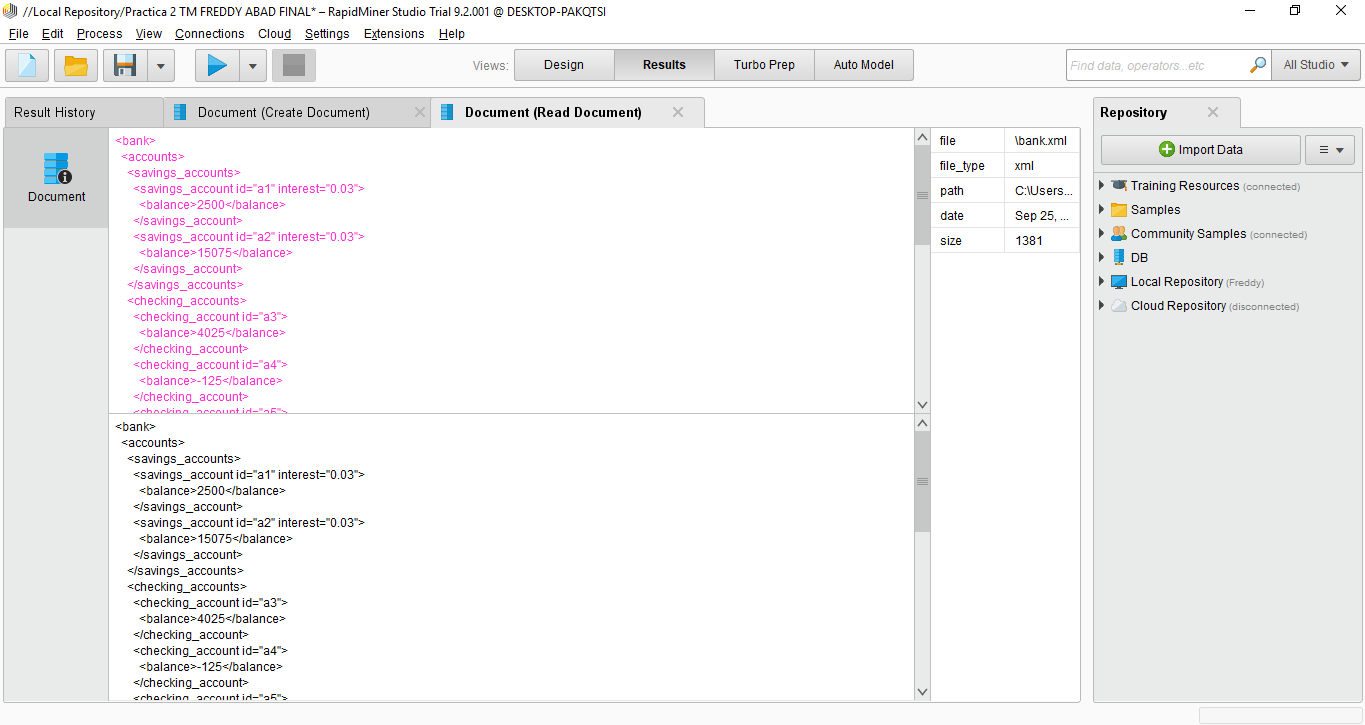 //Local Repository/Practica 2 TM FREDDY ABAD FINAL* – RapidMiner Studio Trial 9.2.001 @ DESKTOP-PAKQTSI
File Edit Process View Connections Cloud Settings Extensions Help
Views: Design Results Turbo Prep Auto Model Find data, operators...etc All Studio
Result History Document (Create Document) Document (Read Document)
Document
<bank>
<accounts>
<savings_accounts>
<savings_account id="a1" interest="0.03">
<balance>2500</balance>
</savings_account>
<savings_account id="a2" interest="0.03">
<balance>15075</balance>
</savings_account>
</savings_accounts>
<checking_accounts>
<checking_account id="a3">
<balance>4025</balance>
</checking_account>
<checking_account id="a4">
<balance>-125</balance>
</checking_account>
<checking_account id="a5">
<bank>
<accounts>
<savings_accounts>
<savings_account id="a1" interest="0.03">
<balance>2500</balance>
</savings_account>
<savings_account id="a2" interest="0.03">
<balance>15075</balance>
</savings_account>
</savings_accounts>
<checking_accounts>
<checking_account id="a3">
<balance>4025</balance>
</checking_account>
<checking_account id="a4">
<balance>-125</balance>
</checking_account>
<checking_account id="a5">
file \bank.xml
file_type xml
path C:\Users...
date Sep 25, ...
size 1381
Repository
Import Data
Training Resources (connected)
Samples
Community Samples (connected)
DB
Local Repository (Freddy)
Cloud Repository (disconnected)